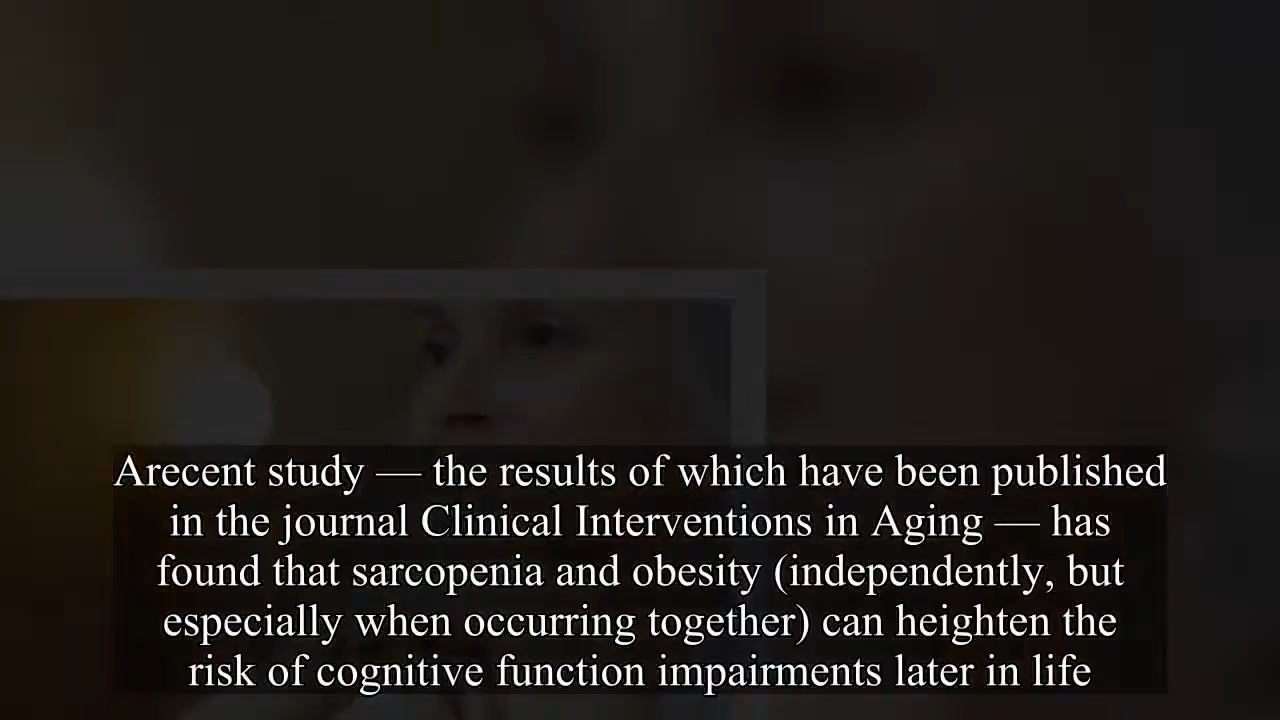 Arecent study — the results of which have been published
in the journal Clinical Interventions in Aging — has
found that sarcopenia and obesity (independently, but
especially when occurring together) can heighten the
risk of cognitive function impairments later in life